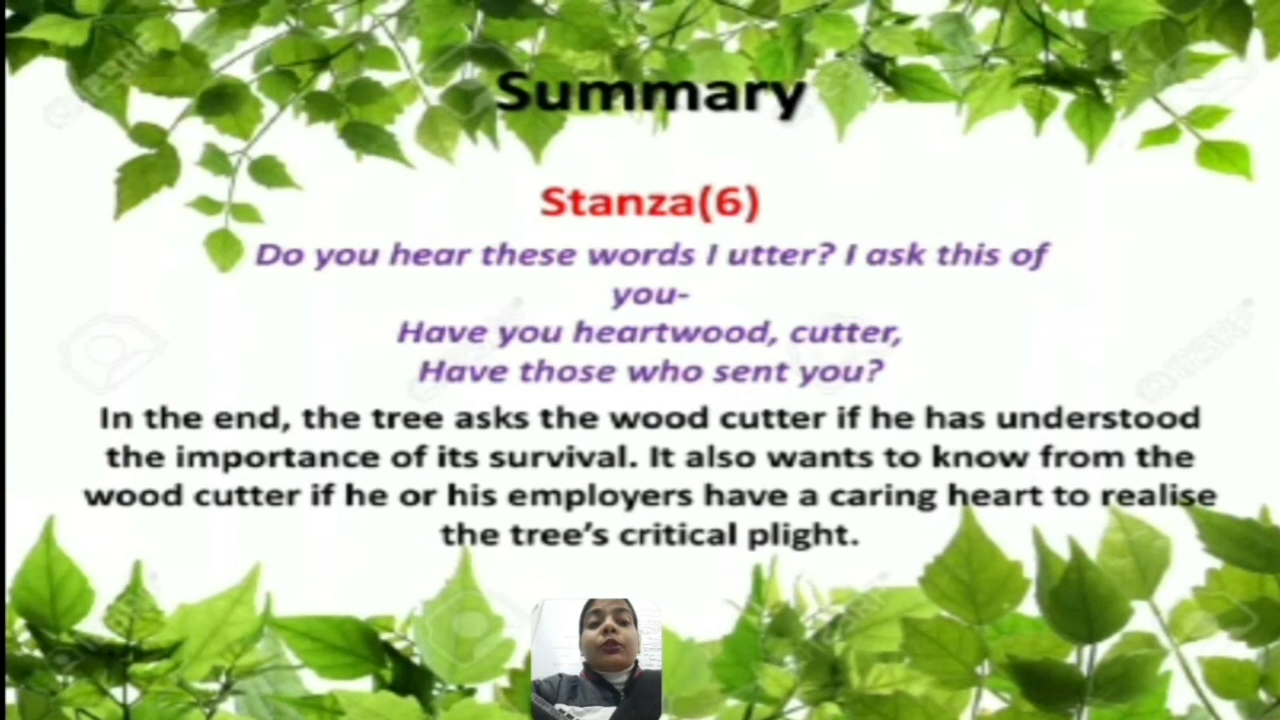 Summary
Stanza(6)
Do you hear these words I utter? I ask this of
you-
Have you heartwood, cutter,
Have those who sent you?
In the end, the tree asks the wood cutter if he has understood
the importance of its survival. It also wants to know from the
wood cutter if he or his employers have a caring heart to realise
the tree's critical plight.